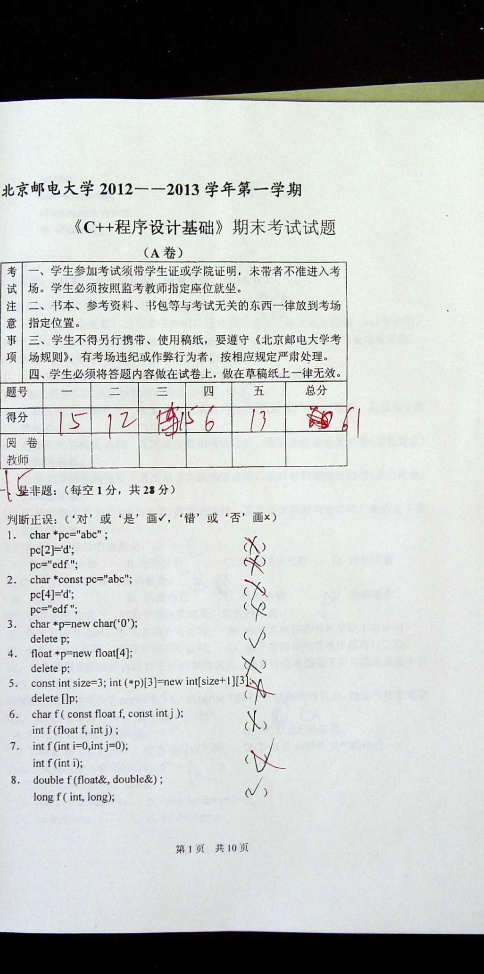 北京邮电大学 2012——2013 学年第一学期
《C++程序设计基础》期末考试试题
(A 卷)
考试注意事项
一、学生参加考试须带学生证或学院证明，未带者不准进入考
场。学生必须按照监考教师指定座位就坐。
二、书本、参考资料、书包等与考试无关的东西一律放到考场
指定位置。
三、学生不得另行携带、使用稿纸，要遵守《北京邮电大学考
场规则》，有考场违纪或作弊行为者，按相应规定严肃处理。
四、学生必须将答题内容做在试卷上，做在草稿纸上一律无效。
题号 一 二 三 四 五 总分
得分 15 12 15 6 13 61
阅 卷
教师
15
是非题：（每空 1 分，共 28 分）
判断正误：（‘对’或‘是’画✓，‘错’或‘否’画×）
1. char *pc="abc" ;
pc[2]='d'; (×)
pc="edf "; (×)
2. char *const pc="abc";
pc[4]='d'; (×)
pc="edf "; (×)
3. char *p=new char(‘0’);
delete p; (✓)
4. float *p=new float[4];
delete p; (×)
5. const int size=3; int (*p)[3]=new int[size+1][3];
delete []p;
6. char f ( const float f, const int j );
int f (float f, int j) ; (×)
7. int f (int i=0,int j=0);
int f (int i);
8. double f (float&, double&) ;
long f ( int, long); (✓)
第 1 页 共 10 页